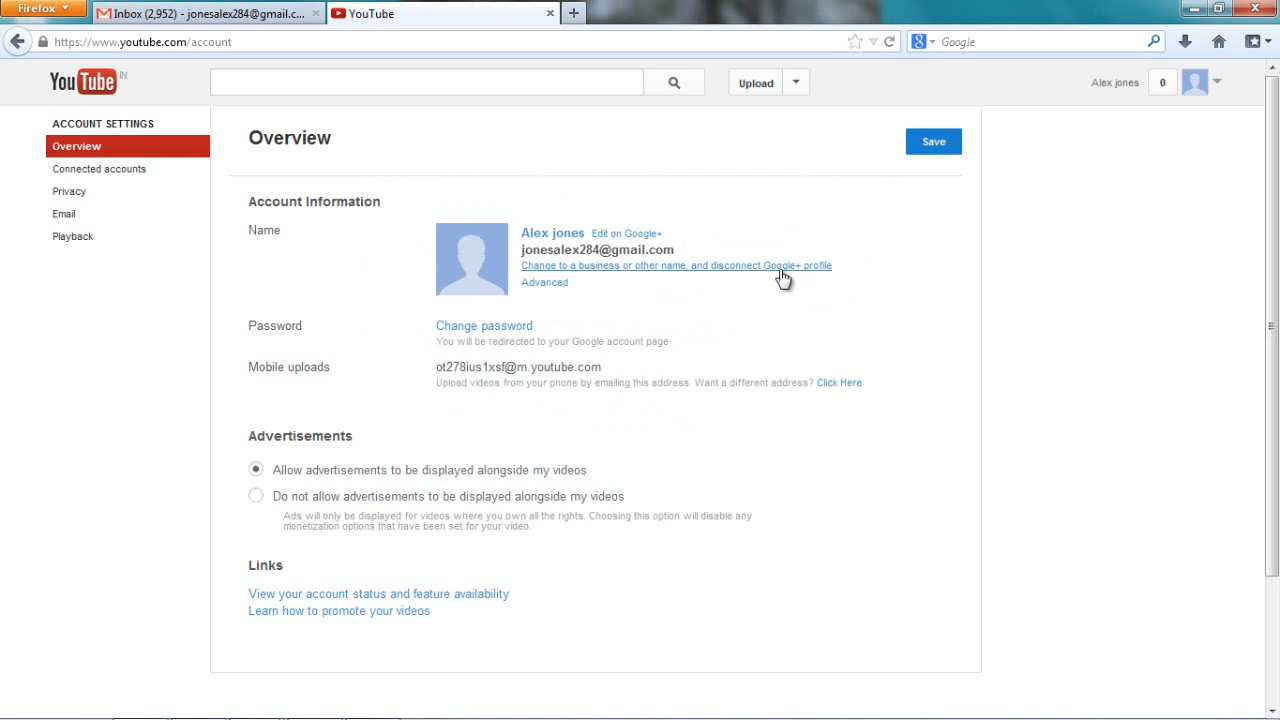 Firefox
Inbox (2,952) - jonesalex284@gmail.c...
YouTube
https://www.youtube.com/account
Google
YouTube IN
Upload
Alex jones
0
ACCOUNT SETTINGS
Overview
Connected accounts
Privacy
Email
Playback
Overview
Save
Account Information
Name
Alex jones Edit on Google+
jonesalex284@gmail.com
Change to a business or other name, and disconnect Google+ profile
Advanced
Password
Change password
You will be redirected to your Google account page
Mobile uploads
ot278ius1xsf@m.youtube.com
Upload videos from your phone by emailing this address. Want a different address? Click Here
Advertisements
Allow advertisements to be displayed alongside my videos
Do not allow advertisements to be displayed alongside my videos
Ads will only be displayed for videos where you own all the rights. Choosing this option will disable any
monetization options that have been set for your video.
Links
View your account status and feature availability
Learn how to promote your videos